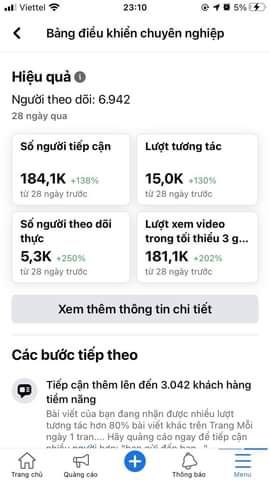 Viettel 23:10 5%
Bảng điều khiển chuyên nghiệp
Hiệu quả
Người theo dõi: 6.942
28 ngày qua
Số người tiếp cận
184,1K +138%
từ 28 ngày trước
Lượt tương tác
15,0K +130%
từ 28 ngày trước
Số người theo dõi
thực
5,3K +250%
từ 28 ngày trước
Lượt xem video
trong tối thiểu 3 g...
181,1K +202%
từ 28 ngày trước
Xem thêm thông tin chi tiết
Các bước tiếp theo
Tiếp cận thêm lên đến 3.042 khách hàng
tiềm năng
Bài viết của bạn đang nhận được nhiều lượt
tương tác hơn 80% bài viết khác trên Trang Mỗi
ngày 1 tran.... Hãy quảng cáo ngay để tiếp cận
nhiều người hơn:
Trang chủ
Quảng cáo
Thông báo
Menu